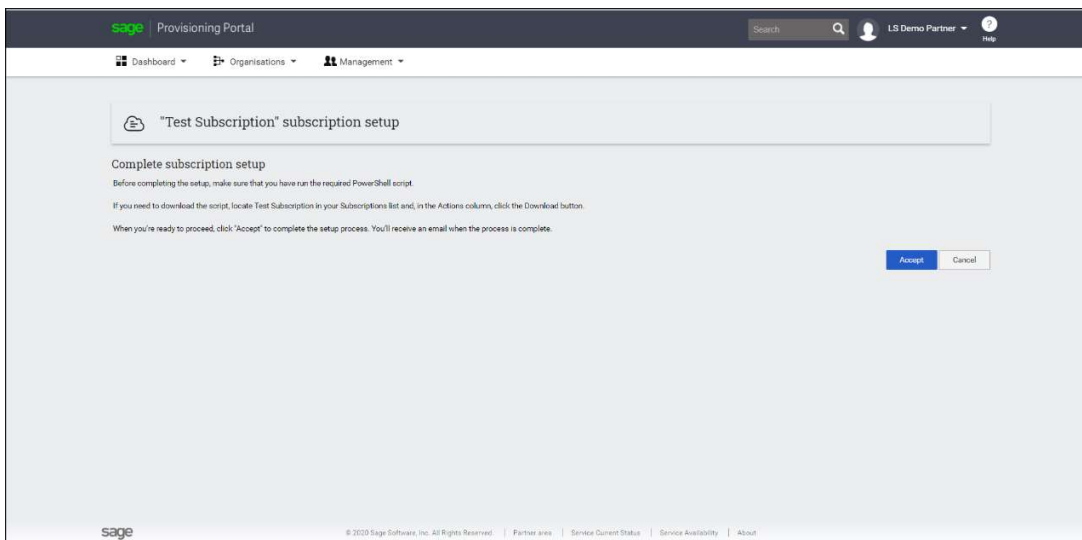 sage Provisioning Portal
Search
LS Demo Partner
?
Help
Dashboard Organisations Management
"Test Subscription" subscription setup
Complete subscription setup
Before completing the setup, make sure that you have run the required PowerShell script.
If you need to download the script, locate Test Subscription in your Subscriptions list and, in the Actions column, click the Download button.
When you're ready to proceed, click "Accept" to complete the setup process. You'll receive an email when the process is complete.
Accept Cancel
sage © 2020 Sage Software, Inc. All Rights Reserved. | Partner area | Service Current Status | Service Availability | About